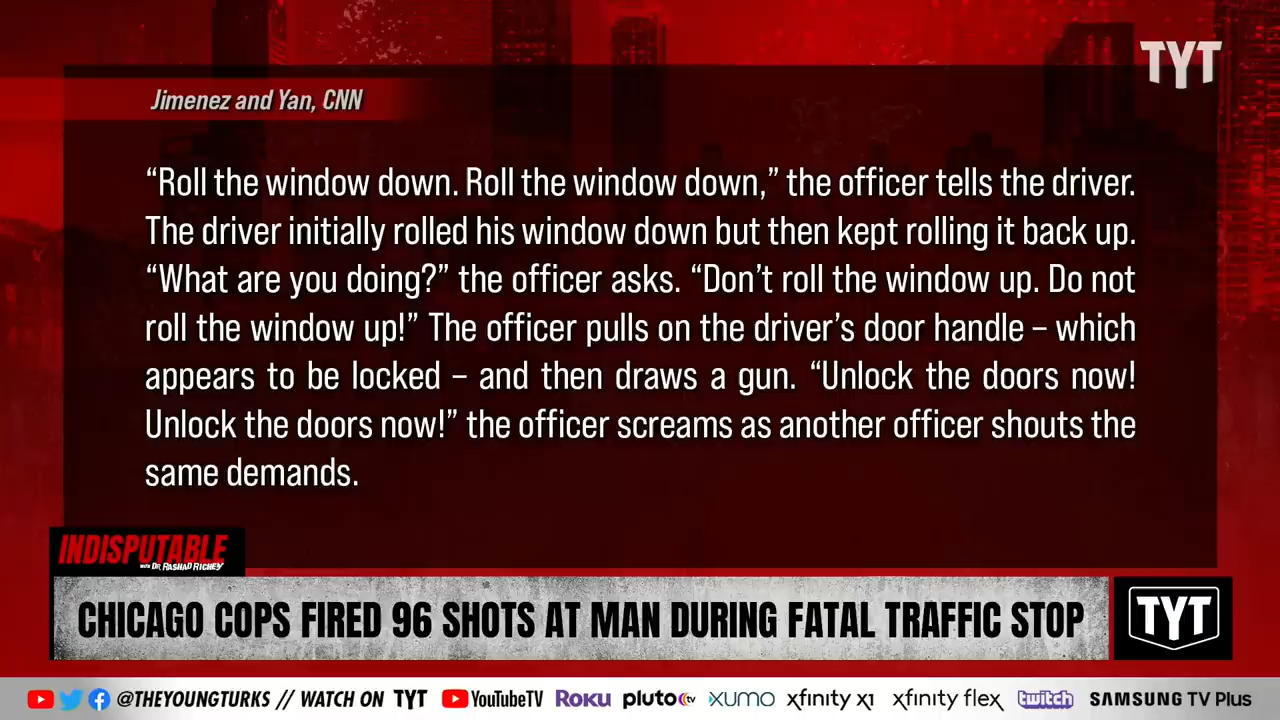 TYT
Jimenez and Yan, CNN
“Roll the window down. Roll the window down,” the officer tells the driver.
The driver initially rolled his window down but then kept rolling it back up.
“What are you doing?” the officer asks. “Don’t roll the window up. Do not
roll the window up!” The officer pulls on the driver’s door handle – which
appears to be locked – and then draws a gun. “Unlock the doors now!
Unlock the doors now!” the officer screams as another officer shouts the
same demands.
INDISPUTABLE
WITH DR. RASHAD RICHEY
CHICAGO COPS FIRED 96 SHOTS AT MAN DURING FATAL TRAFFIC STOP
TYT
@THEYOUNGTURKS // WATCH ON TYT YouTubeTV ROKU pluto tv xumo xfinity x1 xfinity flex twitch SAMSUNG TV Plus